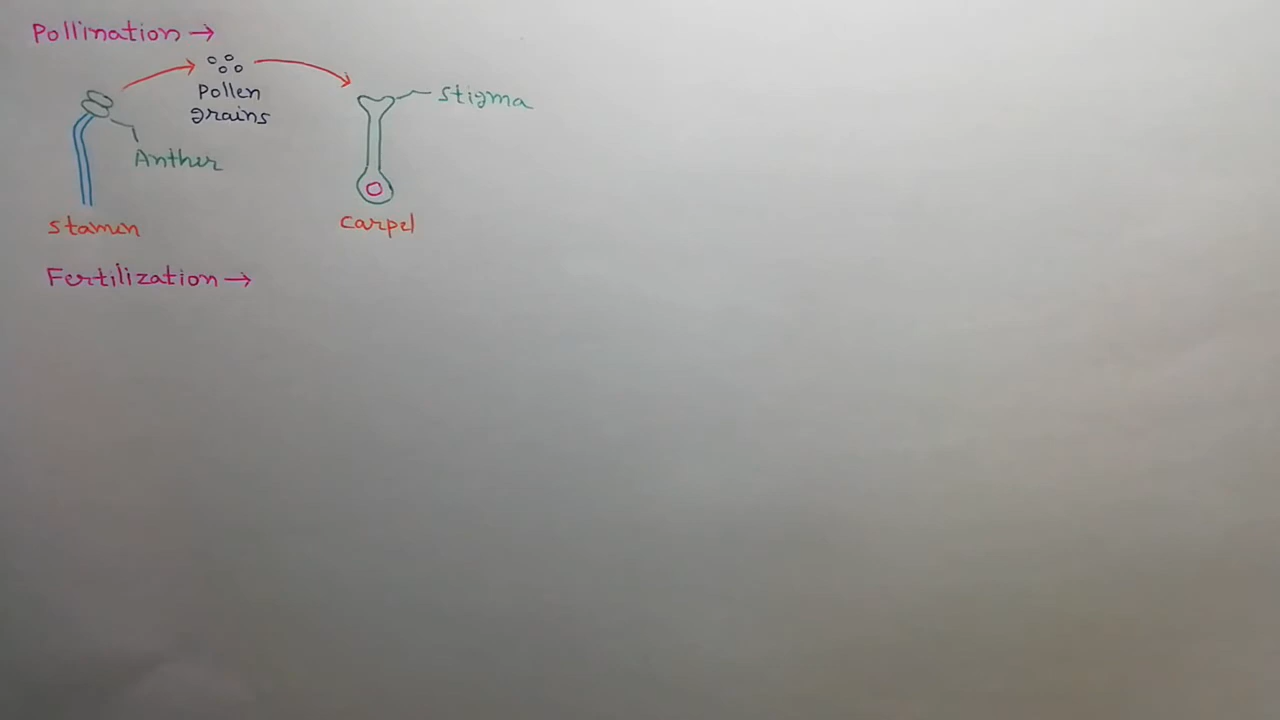 Pollination →
Pollen
grains
Stigma
Anther
Stamen
Carpel
Fertilization →